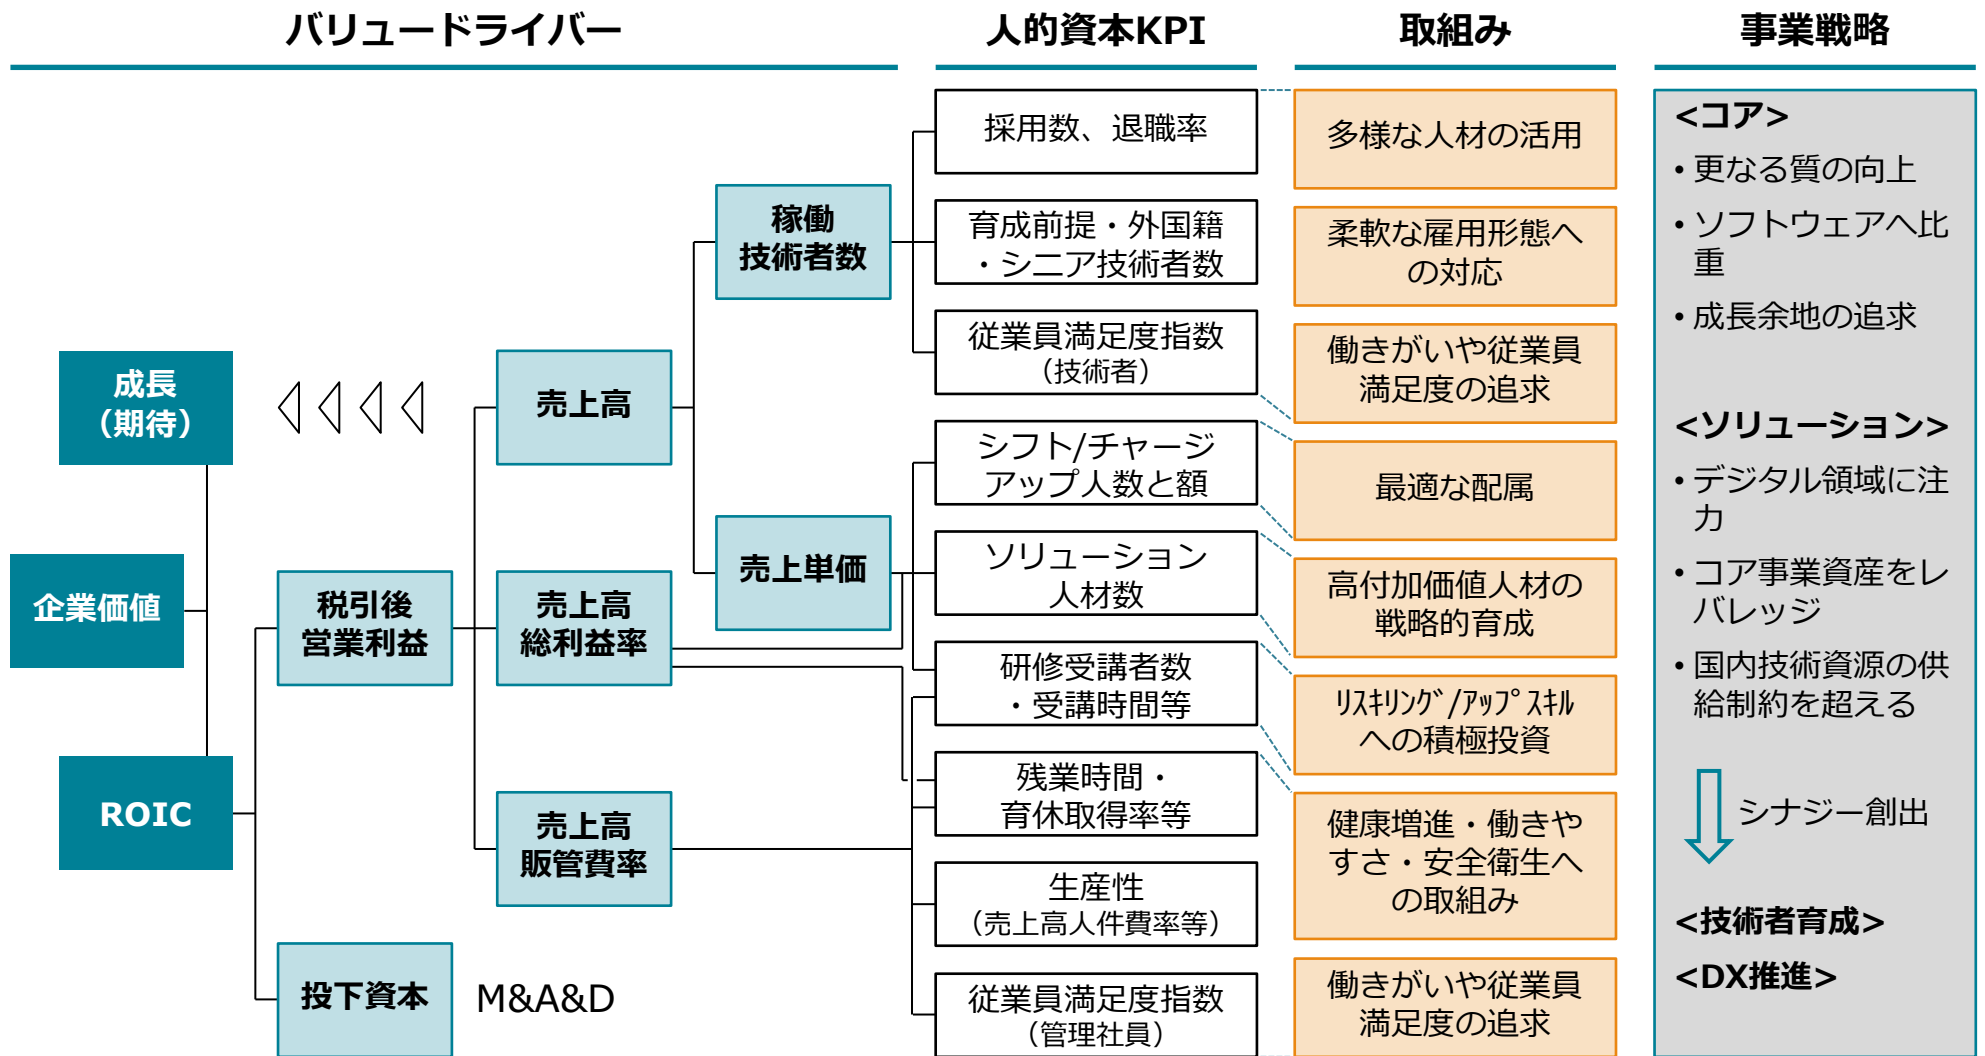 バリュードライバー
人的資本KPI
取組み
事業戦略
成長
（期待）
企業価値
ROIC
税引後
営業利益
投下資本
M&A&D
売上高
売上高
総利益率
売上高
販管費率
稼働
技術者数
売上単価
採用数、退職率
育成前提・外国籍
・シニア技術者数
従業員満足度指数
（技術者）
シフト/チャージ
アップ人数と額
ソリューション
人材数
研修受講者数
・受講時間等
残業時間・
育休取得率等
生産性
（売上高人件費率等）
従業員満足度指数
（管理社員）
多様な人材の活用
柔軟な雇用形態へ
の対応
働きがいや従業員
満足度の追求
最適な配属
高付加価値人材の
戦略的育成
ﾘｽｷﾘﾝｸﾞ/ｱｯﾌﾟｽｷﾙ
への積極投資
健康増進・働きや
すさ・安全衛生へ
の取組み
働きがいや従業員
満足度の追求
<コア>
• 更なる質の向上
• ソフトウェアへ比
重
• 成長余地の追求
<ソリューション>
• デジタル領域に注
力
• コア事業資産をレ
バレッジ
• 国内技術資源の供
給制約を超える
シナジー創出
<技術者育成>
<DX推進>